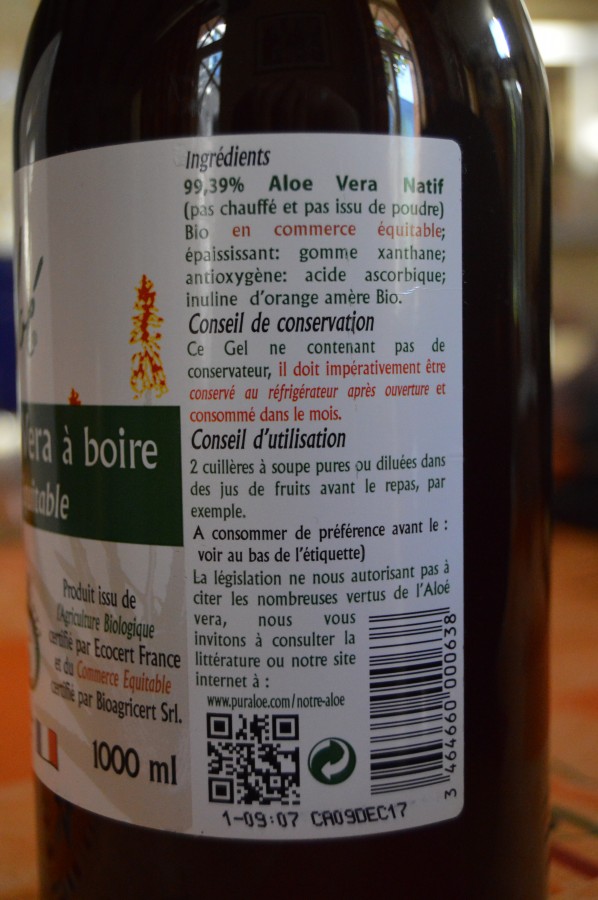 Ingrédients
99,39% Aloe Vera Natif
(pas chauffé et pas issu de poudre)
Bio en commerce équitable;
épaississant: gomme xanthane;
antioxygène: acide ascorbique;
inuline d'orange amère Bio.
Conseil de conservation
Ce Gel ne contenant pas de
conservateur, il doit impérativement être
conservé au réfrigérateur après ouverture et
consommé dans le mois.
Conseil d'utilisation
2 cuillères à soupe pures ou diluées dans
des jus de fruits avant le repas, par
exemple.
A consommer de préférence avant le :
voir au bas de l'étiquette)
La législation ne nous autorisant pas à
citer les nombreuses vertus de l'Aloé
vera, nous vous
invitons à consulter la
littérature ou notre site
internet à :
www.puraloe.com/notre-aloe
3 464660 000638
1-09:07 CA09DEC17
Vera à boire
Produit issu de
l'Agriculture Biologique
certifié par Ecocert France
et du Commerce Equitable
certifié par Bioagricert Srl.
1000 ml